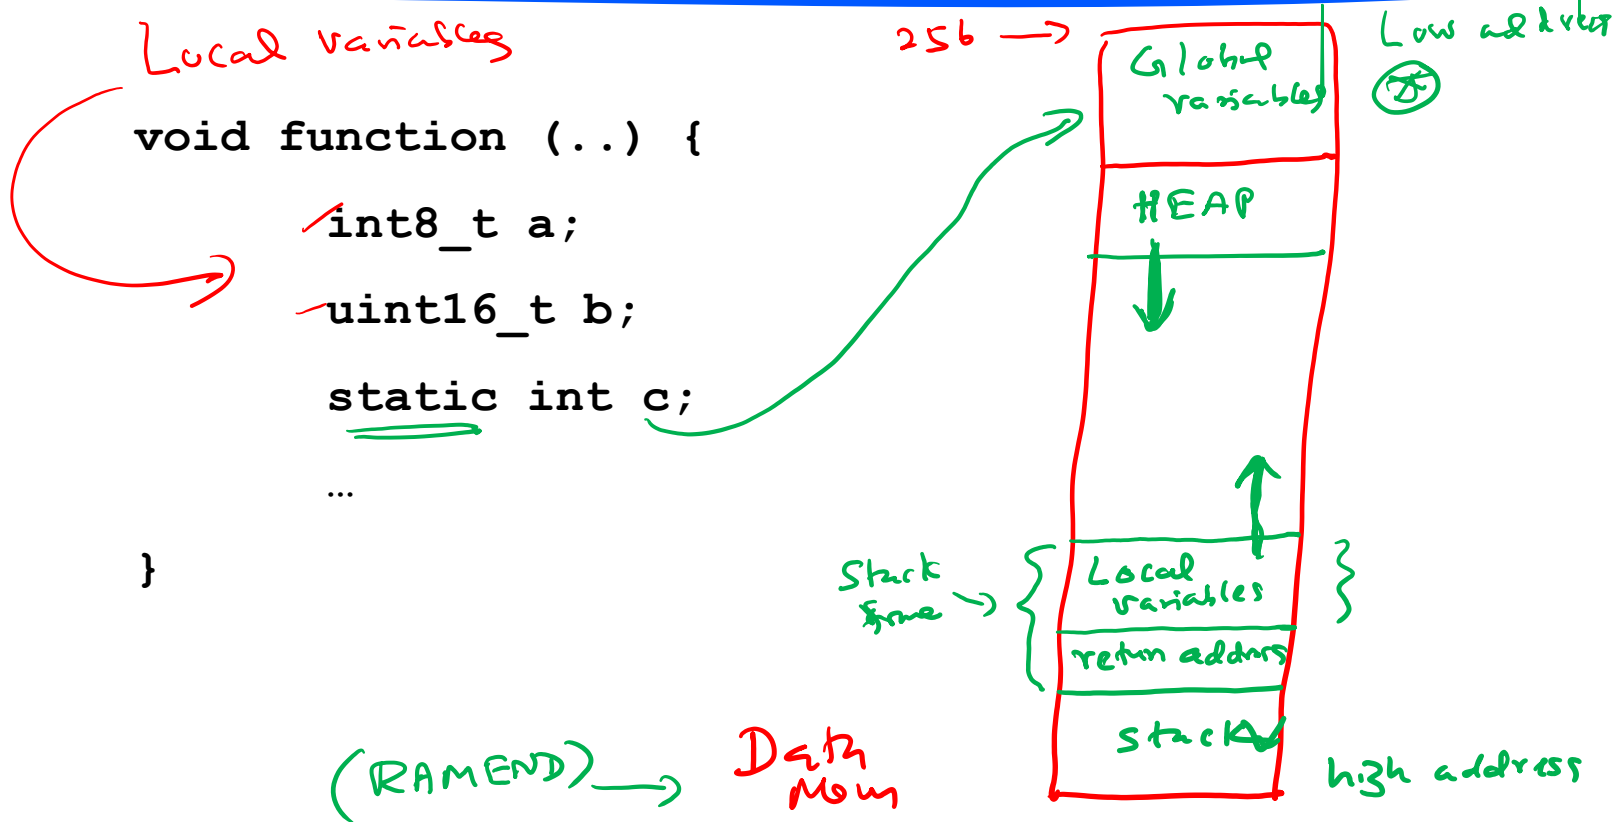 Local variables
void function (..) {
int8_t a;
uint16_t b;
static int c;
...
}
256
Low address
Global
variables
HEAP
Stack
frame
Local
variables
return address
stack
(RAMEND)
Data
Mem
high address